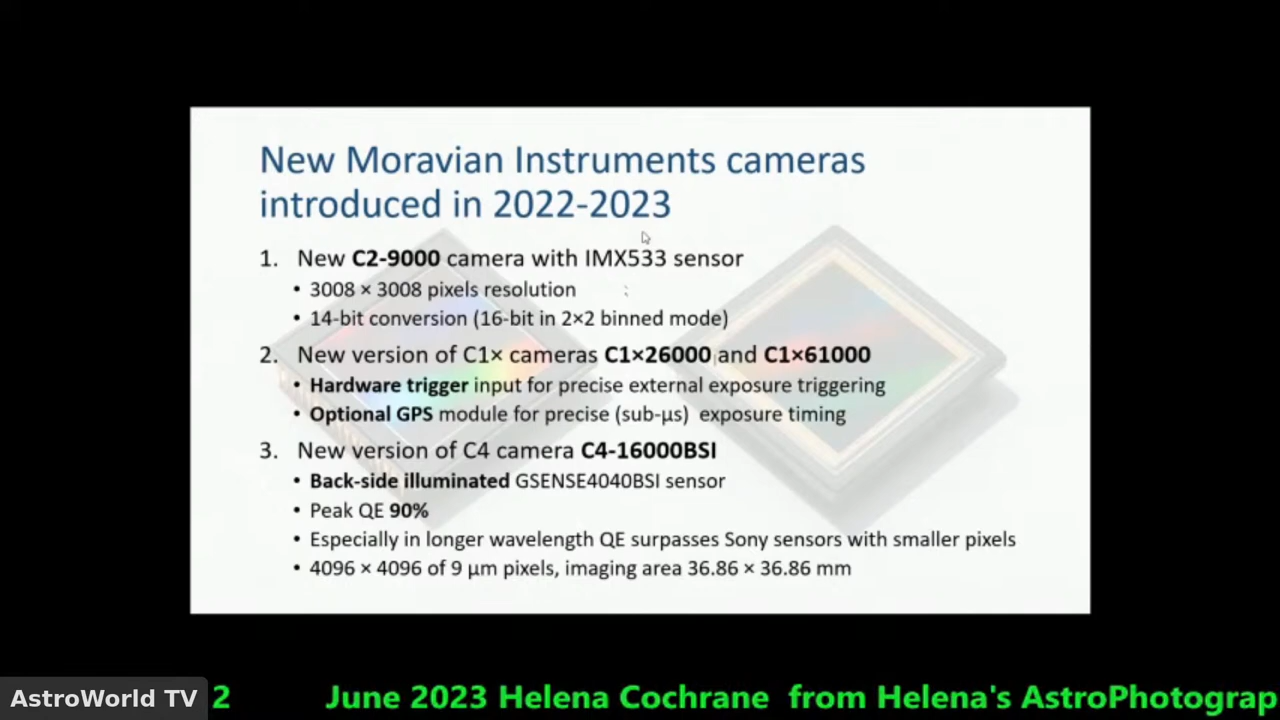 New Moravian Instruments cameras
introduced in 2022-2023
1. New C2-9000 camera with IMX533 sensor
• 3008 × 3008 pixels resolution
• 14-bit conversion (16-bit in 2×2 binned mode)
2. New version of C1× cameras C1×26000 and C1×61000
• Hardware trigger input for precise external exposure triggering
• Optional GPS module for precise (sub-µs) exposure timing
3. New version of C4 camera C4-16000BSI
• Back-side illuminated GSENSE4040BSI sensor
• Peak QE 90%
• Especially in longer wavelength QE surpasses Sony sensors with smaller pixels
• 4096 × 4096 of 9 µm pixels, imaging area 36.86 × 36.86 mm
AstroWorld TV 2 June 2023 Helena Cochrane from Helena's AstroPhotograp